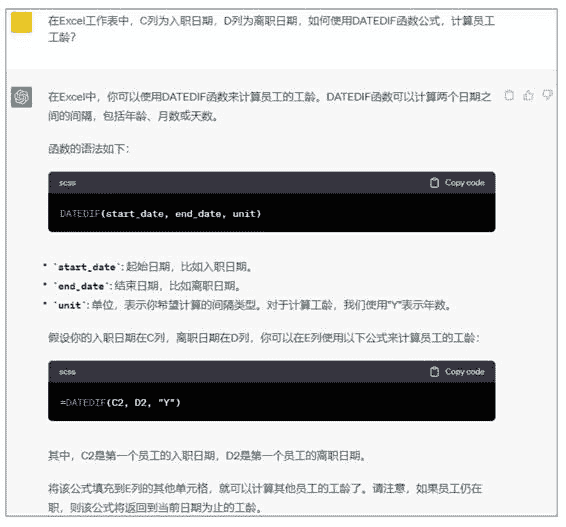 在Excel工作表中，C列为入职日期，D列为离职日期，如何使用DATEDIF函数公式，计算员工
工龄？
在Excel中，你可以使用DATEDIF函数来计算员工的工龄。DATEDIF函数可以计算两个日期之
间的间隔，包括年龄、月数或天数。
函数的语法如下：
scss Copy code
DATEDIF(start_date, end_date, unit)
• `start_date`: 起始日期，比如入职日期。
• `end_date`: 结束日期，比如离职日期。
• `unit`: 单位，表示你希望计算的间隔类型。对于计算工龄，我们使用"Y"表示年数。
假设你的入职日期在C列，离职日期在D列，你可以在E列使用以下公式来计算员工的工龄：
scss Copy code
=DATEDIF(C2, D2, "Y")
其中，C2是第一个员工的入职日期，D2是第一个员工的离职日期。
将该公式填充到E列的其他单元格，就可以计算其他员工的工龄了。请注意，如果员工仍在
职，则该公式将返回到当前日期为止的工龄。